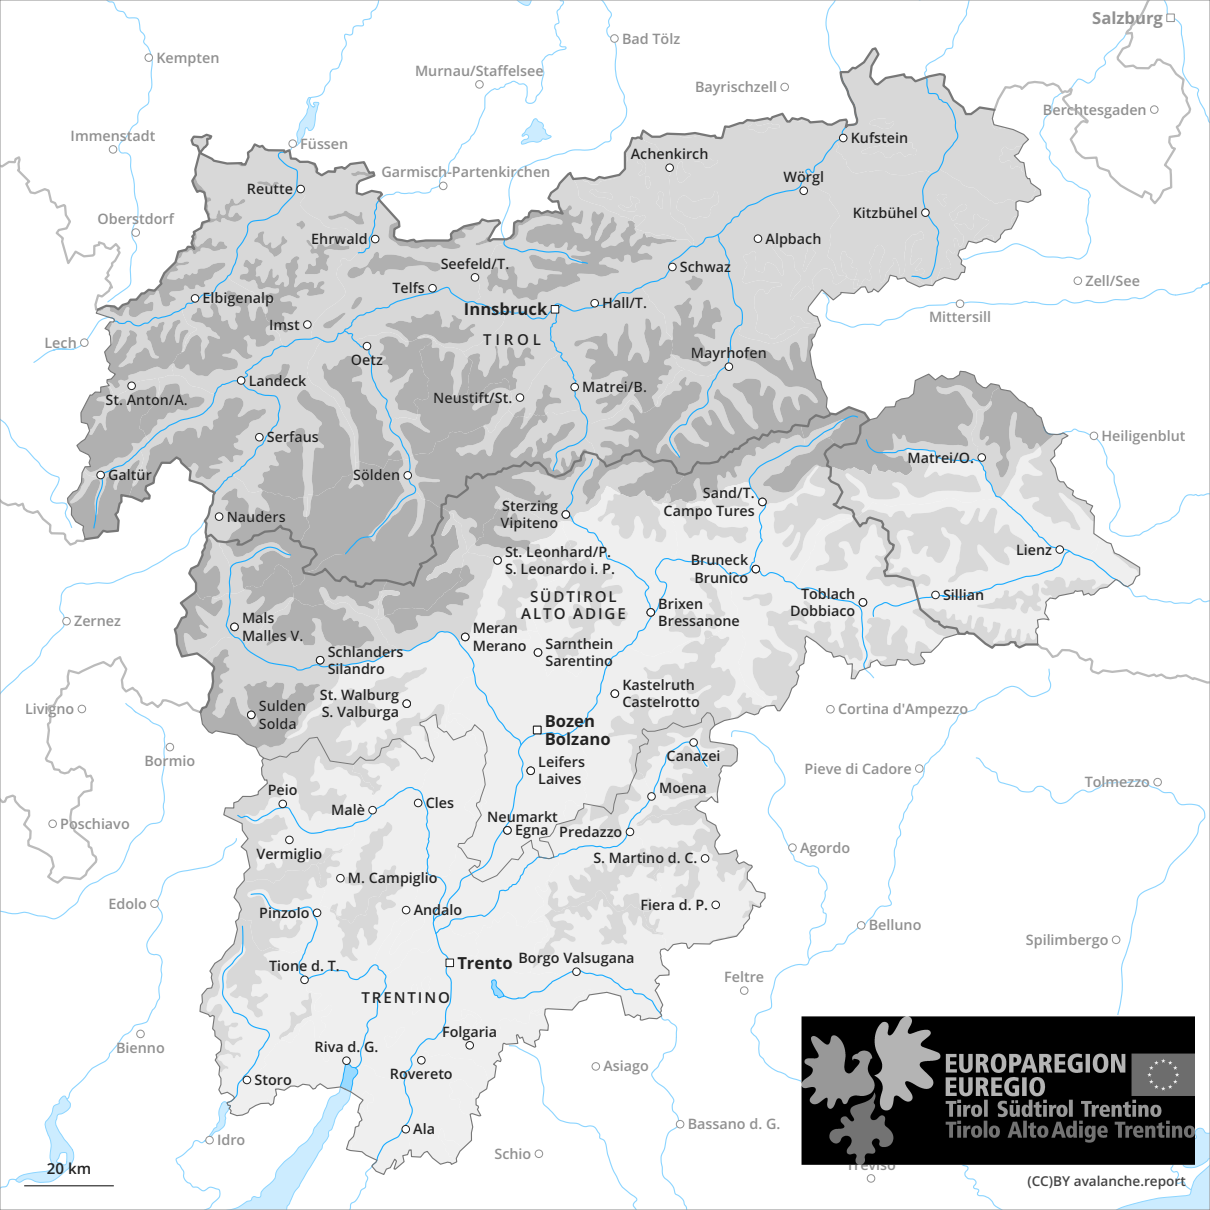 Salzburg
Bad Tölz
Kempten
Murnau/Staffelsee
Bayrischzell
Berchtesgaden
Immenstadt
Füssen
Kufstein
Achenkirch
Garmisch-Partenkirchen
Wörgl
Reutte
Oberstdorf
Kitzbühel
Ehrwald
Alpbach
Seefeld/T.
Schwaz
Zell/See
Telfs
Elbigenalp
Hall/T.
Innsbruck
Mittersill
Imst
TIROL
Lech
Mayrhofen
Oetz
Landeck
Matrei/B.
St. Anton/A.
Neustift/St.
Serfaus
Heiligenblut
Matrei/O.
Galtür
Sölden
Sand/T.
Campo Tures
Sterzing
Vipiteno
Nauders
Lienz
St. Leonhard/P.
S. Leonardo i. P.
Bruneck
Brunico
SÜDTIROL
ALTO ADIGE
Toblach
Dobbiaco
Sillian
Brixen
Bressanone
Zernez
Mals
Malles V.
Meran
Merano
Sarnthein
Sarentino
Schlanders
Silandro
St. Walburg
S. Valburga
Kastelruth
Castelrotto
Livigno
Sulden
Solda
Cortina d'Ampezzo
Bozen
Bolzano
Bormio
Canazei
Leifers
Laives
Pieve di Cadore
Tolmezzo
Peio
Moena
Malè
Cles
Neumarkt
Egna
Predazzo
Poschiavo
Vermiglio
Agordo
S. Martino d. C.
M. Campiglio
Edolo
Pinzolo
Andalo
Fiera d. P.
Belluno
Spilimbergo
Tione d. T.
Trento
Borgo Valsugana
Feltre
TRENTINO
Folgaria
Bienno
Riva d. G.
Rovereto
Asiago
Storo
EUROPAREGION
EUREGIO
Tirol Südtirol Trentino
Tirolo Alto Adige Trentino
Ala
Idro
Bassano d. G.
Schio
Treviso
20 km
(CC)BY avalanche.report